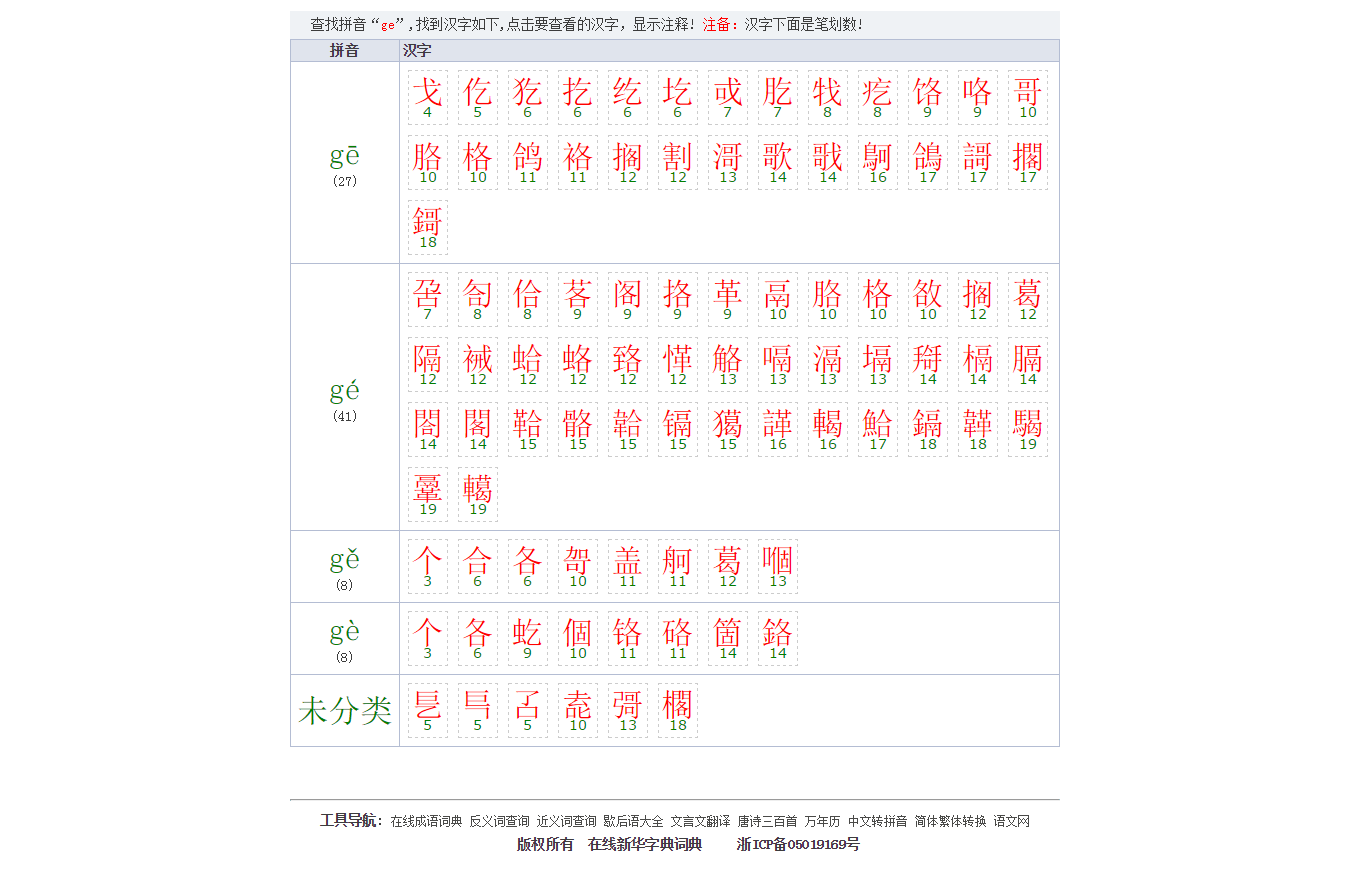 查找拼音“ge”,找到汉字如下,点击要查看的汉字，显示注释！注备：汉字下面是笔划数！
拼音 汉字
gē
(27)
戈 仡 犵 扢 纥 圪 戓 肐 牫 疙 饹 咯 哥
4 5 6 6 6 6 7 7 8 8 9 9 10
胳 格 鸽 袼 搁 割 滒 歌 戨 鴚 鴿 謌 擱
10 10 11 11 12 12 13 14 14 16 17 17 17
鎶
18
gé
(41)
匌 佮 茖 阁 挌 革 鬲 胳 格 敋 搁 葛
7 8 8 9 9 9 9 10 10 10 10 12 12
隔 裓 蛤 蛒 臵 愅 觡 嗝 滆 塥 搿 槅 膈
12 12 12 12 12 12 13 13 13 13 14 14 14
閤 閣 鞈 骼 韐 镉 獦 諽 輵 鮯 鎘 韚 騔
14 14 15 15 15 15 15 16 16 17 18 18 19
鞷 轕
19 19
gě
(8)
个 合 各 哿 盖 舸 葛 嗰
3 6 6 10 11 11 12 13
gè
(8)
个 各 虼 個 铬 硌 箇 鉻
3 6 9 10 11 11 14 14
未分类
彁 櫊
5 5 5 10 13 18
工具导航： 在线成语词典 反义词查询 近义词查询 歇后语大全 文言文翻译 唐诗三百首 万年历 中文转拼音 简体繁体转换 语文网
版权所有 在线新华字典词典 浙ICP备05019169号